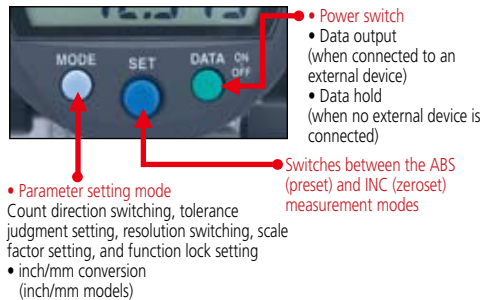 MODE
SET
DATA
ON
OFF
• Power switch
• Data output
(when connected to an
external device)
• Data hold
(when no external device is
connected)
Switches between the ABS
(preset) and INC (zeroset)
measurement modes
• Parameter setting mode
Count direction switching, tolerance
judgment setting, resolution switching, scale
factor setting, and function lock setting
• inch/mm conversion
(inch/mm models)